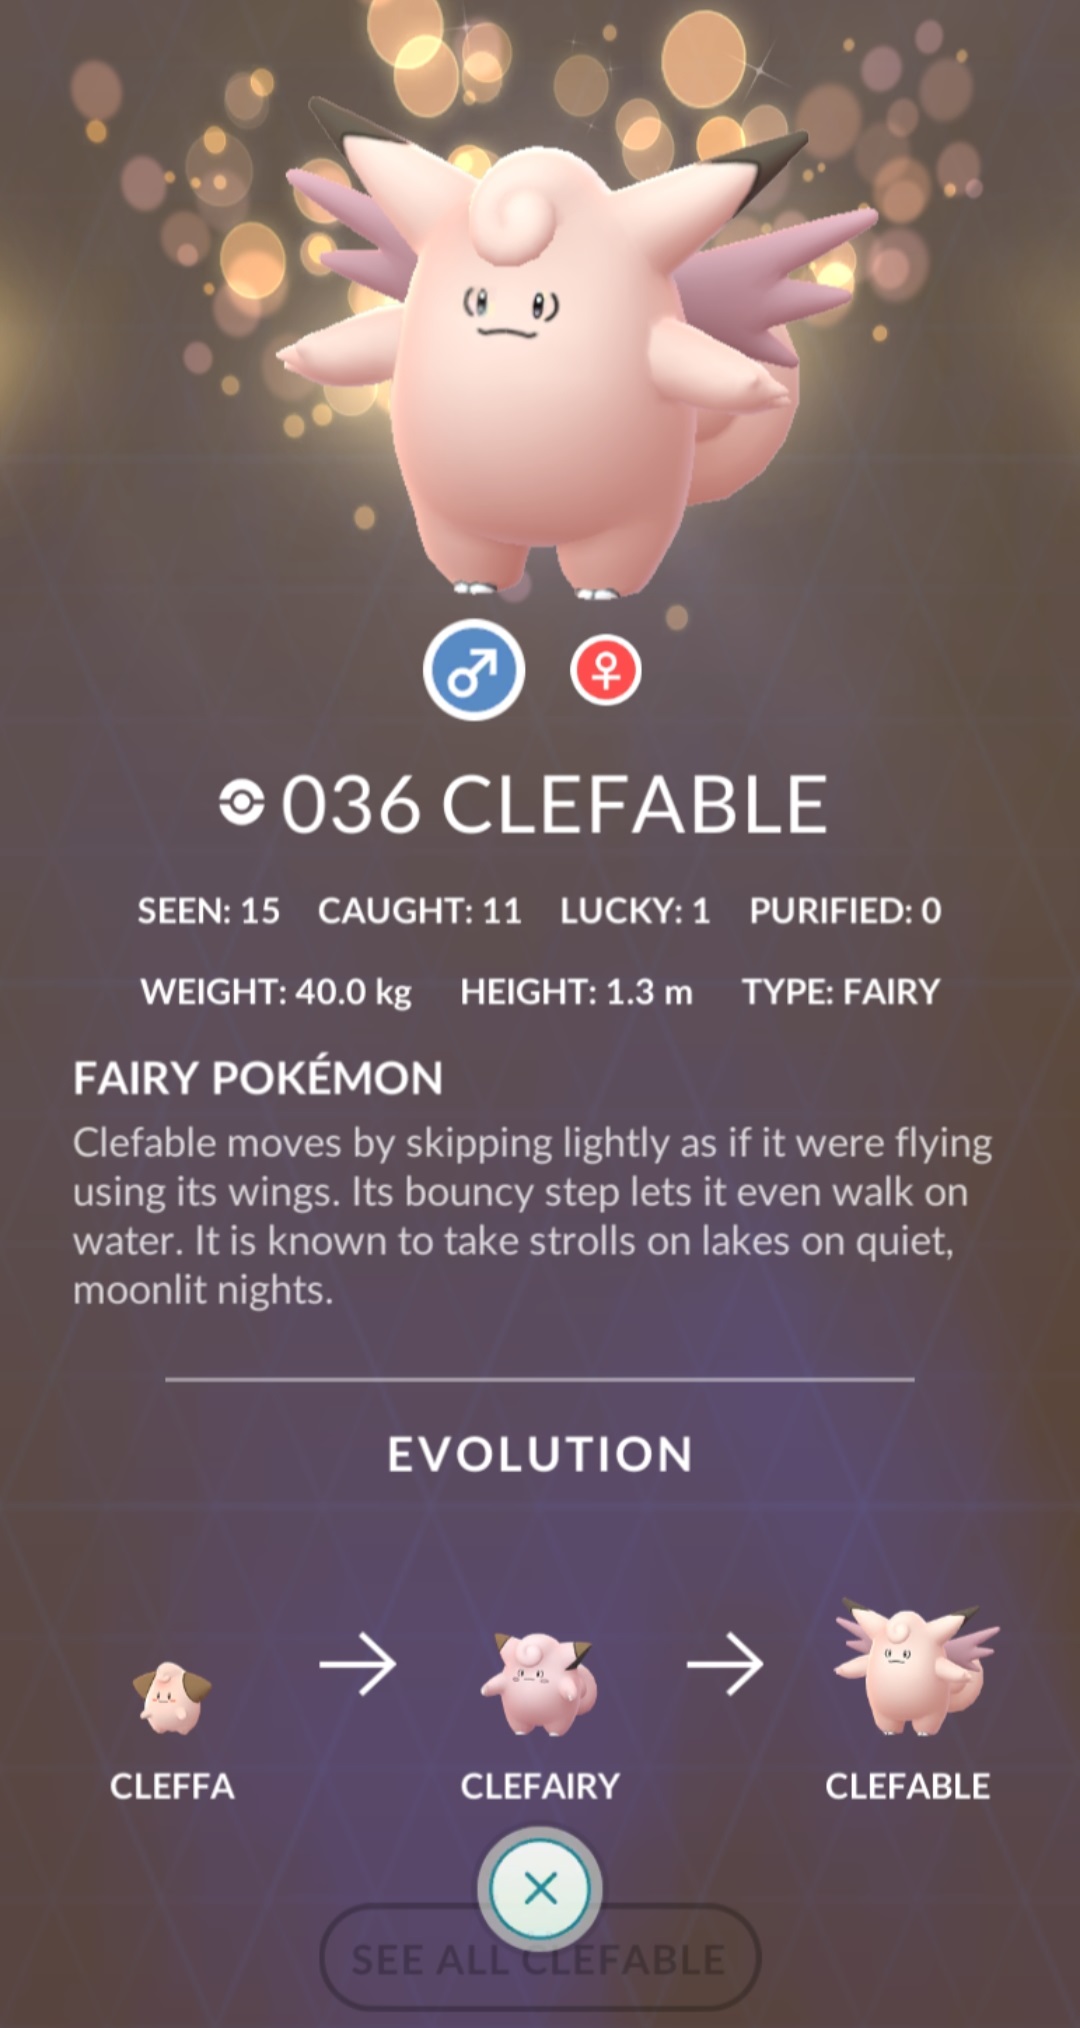 036 CLEFABLE
SEEN: 15 CAUGHT: 11 LUCKY: 1 PURIFIED: 0
WEIGHT: 40.0 kg HEIGHT: 1.3 m TYPE: FAIRY
FAIRY POKÉMON
Clefable moves by skipping lightly as if it were flying
using its wings. Its bouncy step lets it even walk on
water. It is known to take strolls on lakes on quiet,
moonlit nights.
EVOLUTION
CLEFFA CLEFAIRY CLEFABLE
SEE ALL CLEFABLE